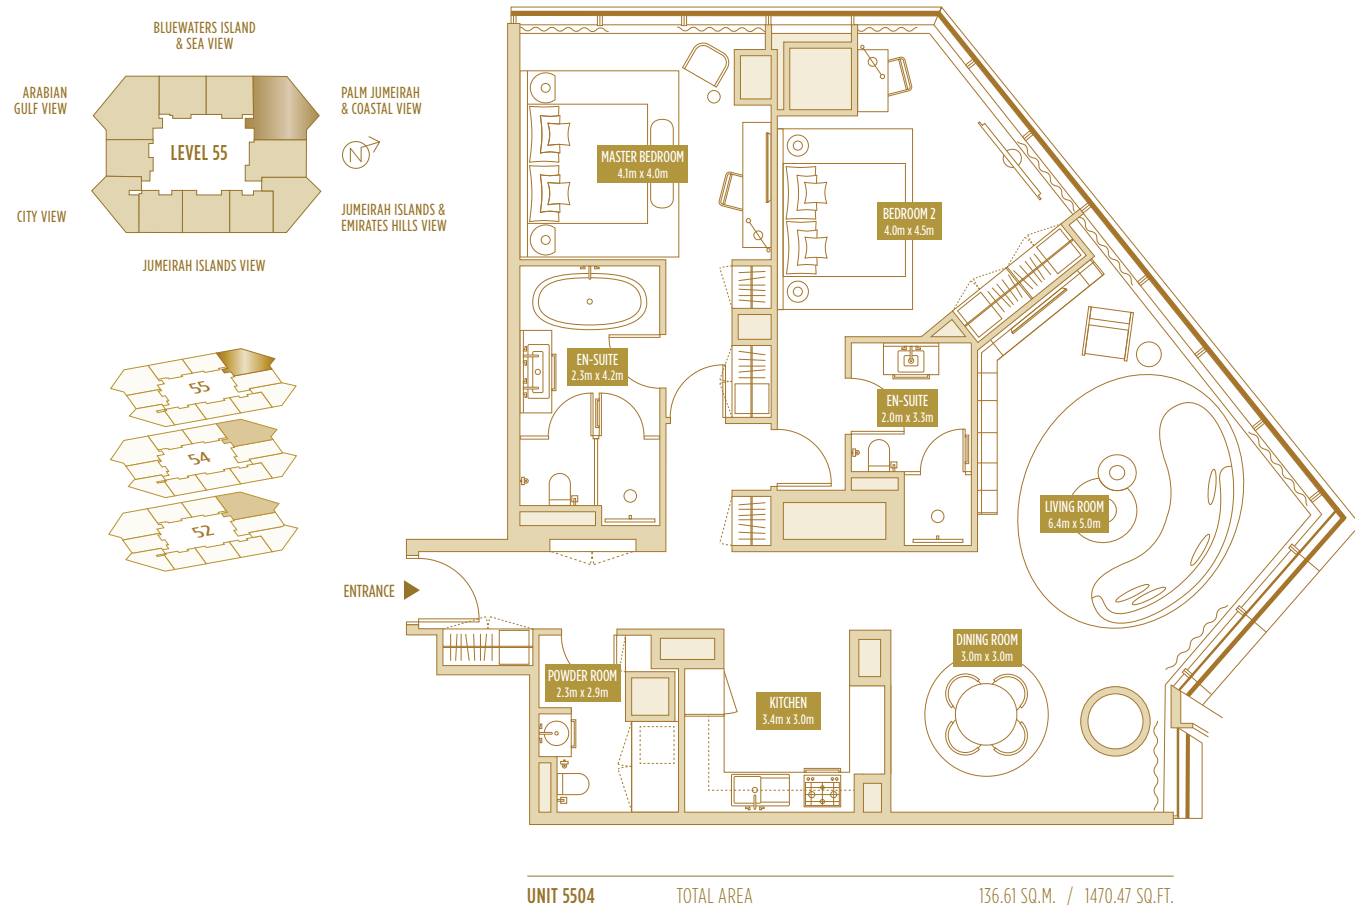 BLUEWATERS ISLAND
& SEA VIEW
ARABIAN
GULF VIEW
PALM JUMEIRAH
& COASTAL VIEW
LEVEL 55
N
CITY VIEW
JUMEIRAH ISLANDS &
EMIRATES HILLS VIEW
JUMEIRAH ISLANDS VIEW
55
54
52
MASTER BEDROOM
4.1m x 4.0m
BEDROOM 2
4.0m x 4.5m
EN-SUITE
2.3m x 4.2m
EN-SUITE
2.0m x 3.3m
LIVING ROOM
6.4m x 5.0m
ENTRANCE
DINING ROOM
3.0m x 3.0m
POWDER ROOM
2.3m x 2.9m
KITCHEN
3.4m x 3.0m
UNIT 5504 TOTAL AREA 136.61 SQ.M. / 1470.47 SQ.FT.